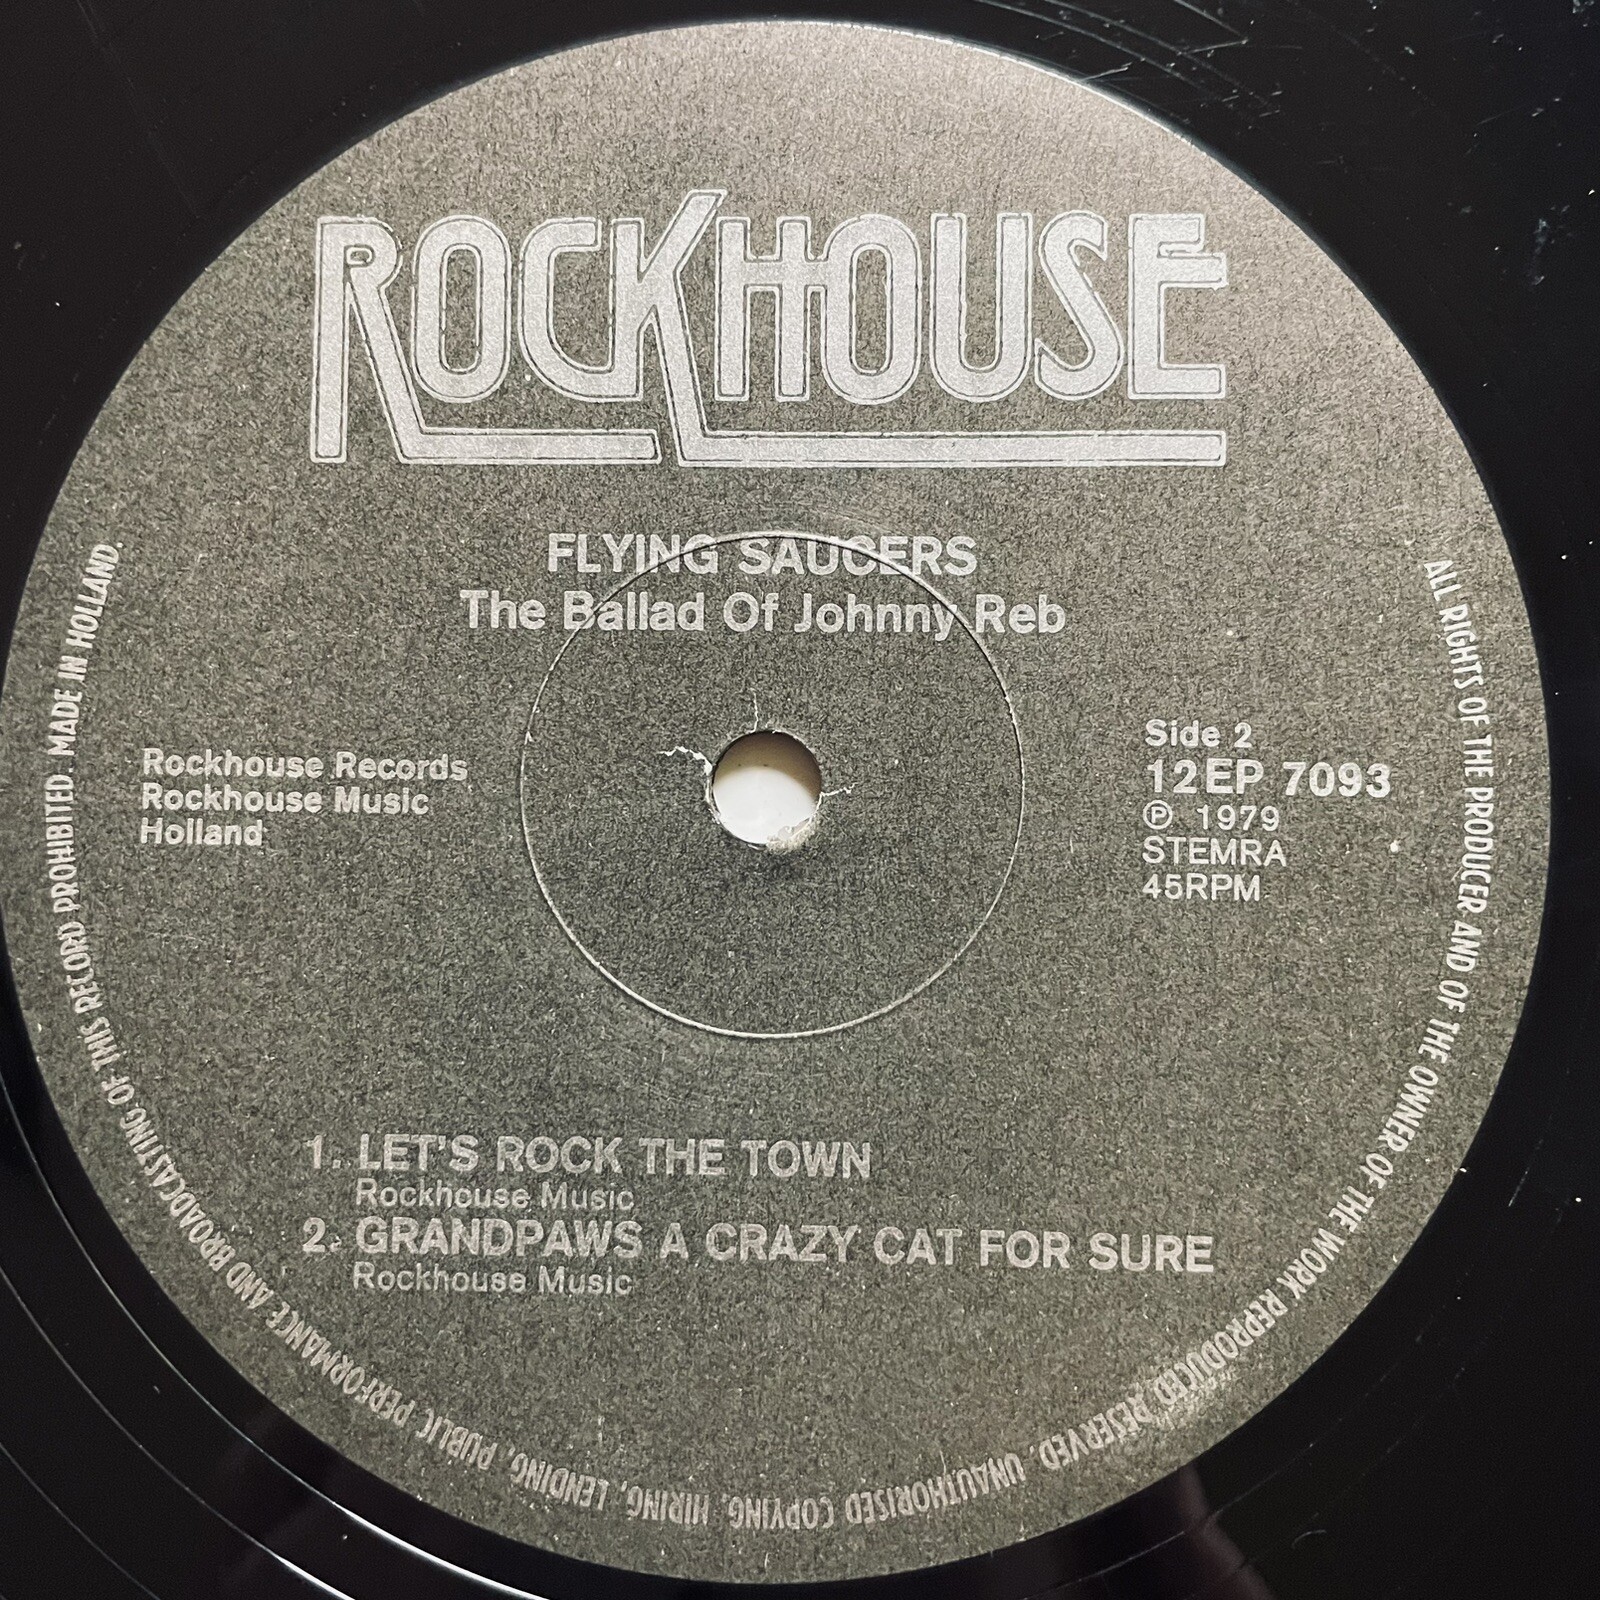 ROCKHOUSE
FLYING SAUCERS
The Ballad Of Johnny Reb
Rockhouse Records
Rockhouse Music
Holland
Side 2
12EP 7093
℗ 1979
STEMRA
45RPM
1. LET'S ROCK THE TOWN
Rockhouse Music
2. GRANDPAWS A CRAZY CAT FOR SURE
Rockhouse Music
ALL RIGHTS OF THE PRODUCER AND OF THE OWNER OF THE WORK REPRODUCED RESERVED. UNAUTHORISED COPYING, HIRING, LENDING, PUBLIC PERFORMANCE AND BROADCASTING OF THIS RECORD PROHIBITED. MADE IN HOLLAND.